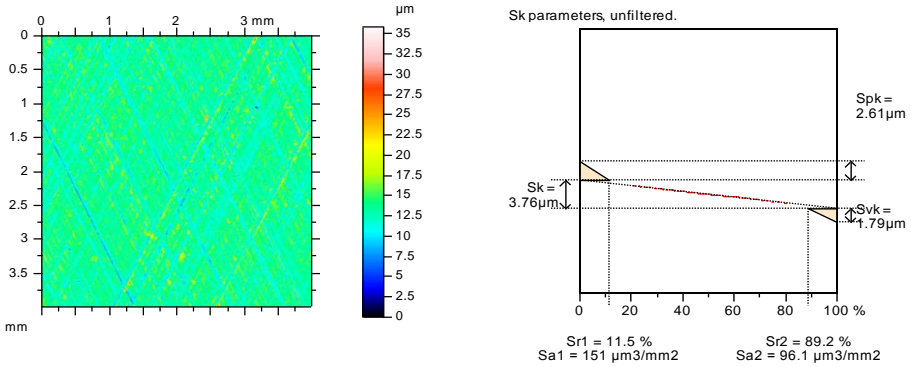 0 1 2 3 mm
0
0.5
1
1.5
2
2.5
3
3.5
mm
µm
35
32.5
30
27.5
25
22.5
20
17.5
15
12.5
10
7.5
5
2.5
0
Sk parameters, unfiltered.
Spk =
2.61µm
Sk =
3.76µm
Svk =
1.79µm
0 20 40 60 80 100 %
Sr1 = 11.5 % Sr2 = 89.2 %
Sa1 = 151 µm3/mm2 Sa2 = 96.1 µm3/mm2